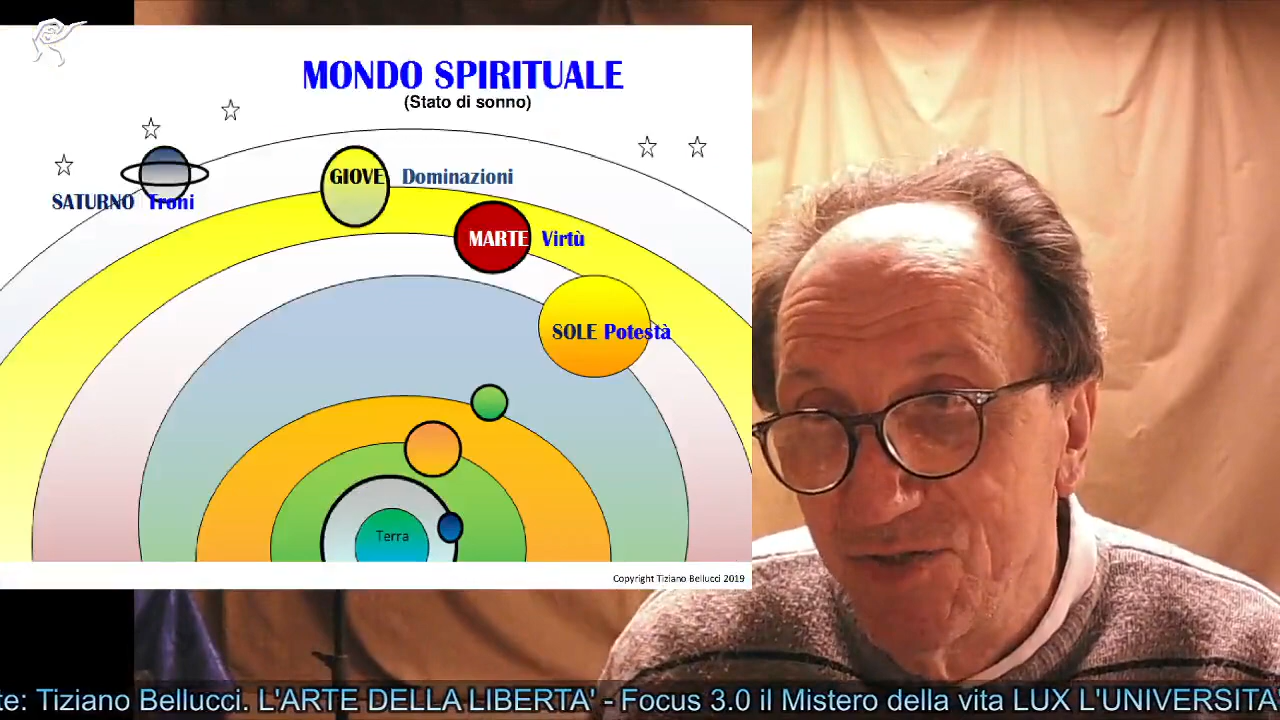 MONDO SPIRITUALE
(Stato di sonno)
GIOVE Dominazioni
SATURNO Troni
MARTE Virtù
SOLE Potestà
Terra
Copyright Tiziano Bellucci 2019
te: Tiziano Bellucci. L'ARTE DELLA LIBERTA' - Focus 3.0 il Mistero della vita LUX L'UNIVERSITA'